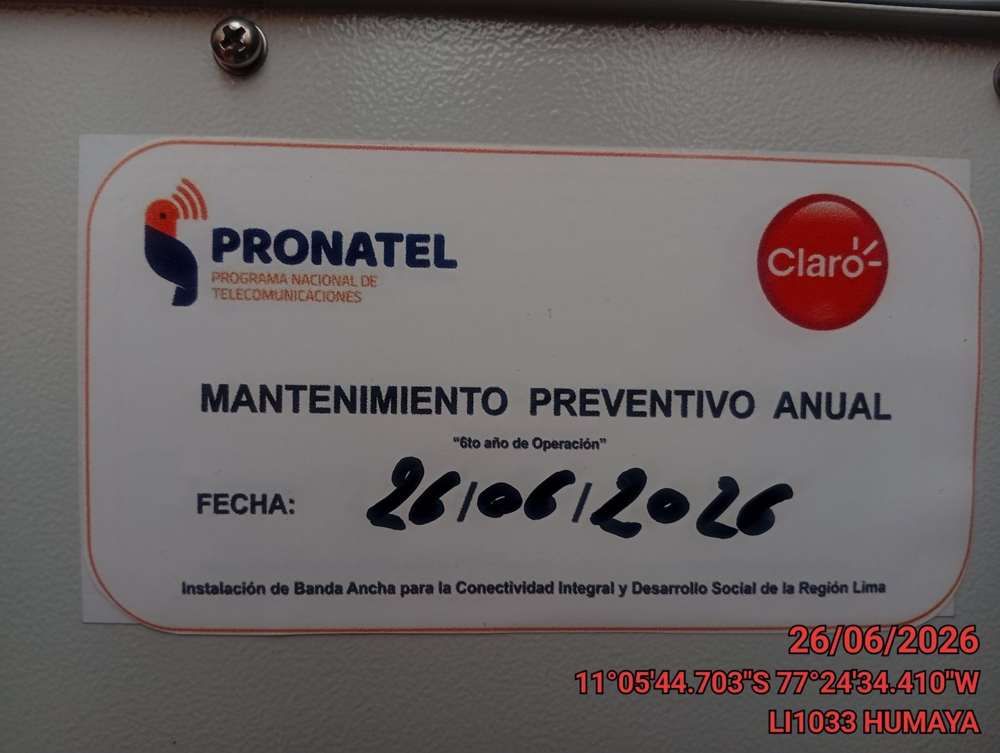 PRONATEL
PROGRAMA NACIONAL DE
TELECOMUNICACIONES
Claro
MANTENIMIENTO PREVENTIVO ANUAL
"6to año de Operación"
FECHA: 26/06/2026
Instalación de Banda Ancha para la Conectividad Integral y Desarrollo Social de la Región Lima
26/06/2026
11°05'44.703"S 77°24'34.410"W
LI1033 HUMAYA